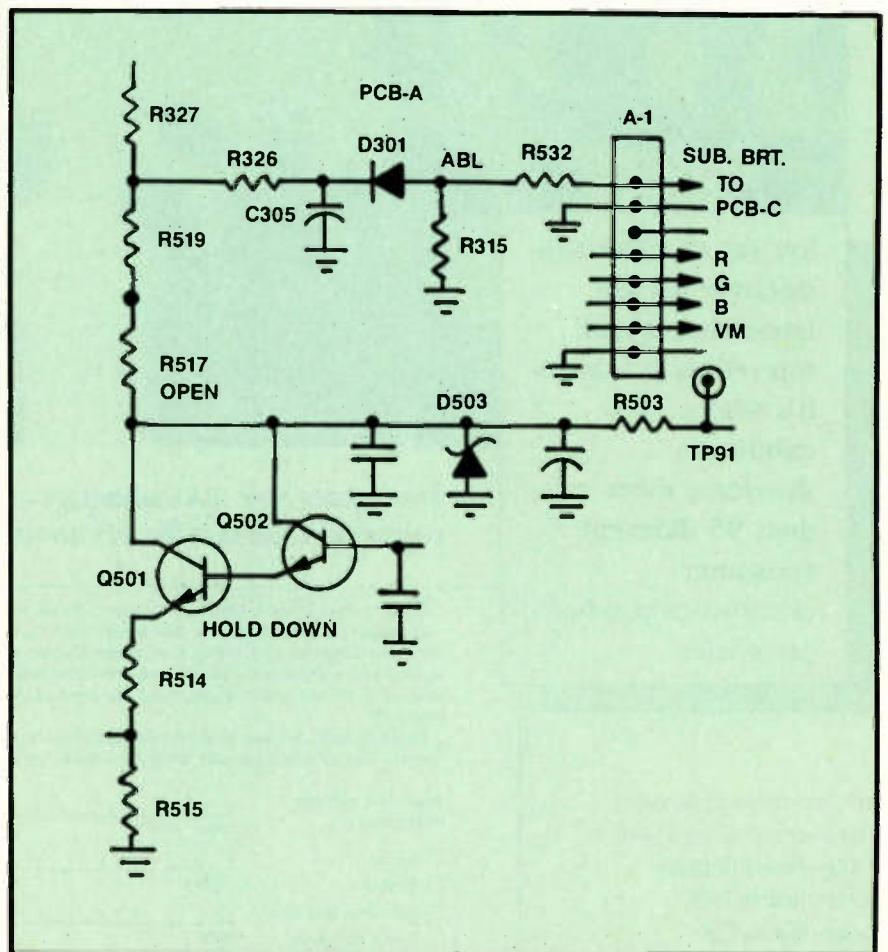 R327
PCB-A
A-1
R326
D301
ABL
R532
SUB. BRT.
TO
PCB-C
C305
R519
R315
R
G
B
VM
R517
OPEN
D503
R503
TP91
Q502
Q501
HOLD DOWN
R514
R515